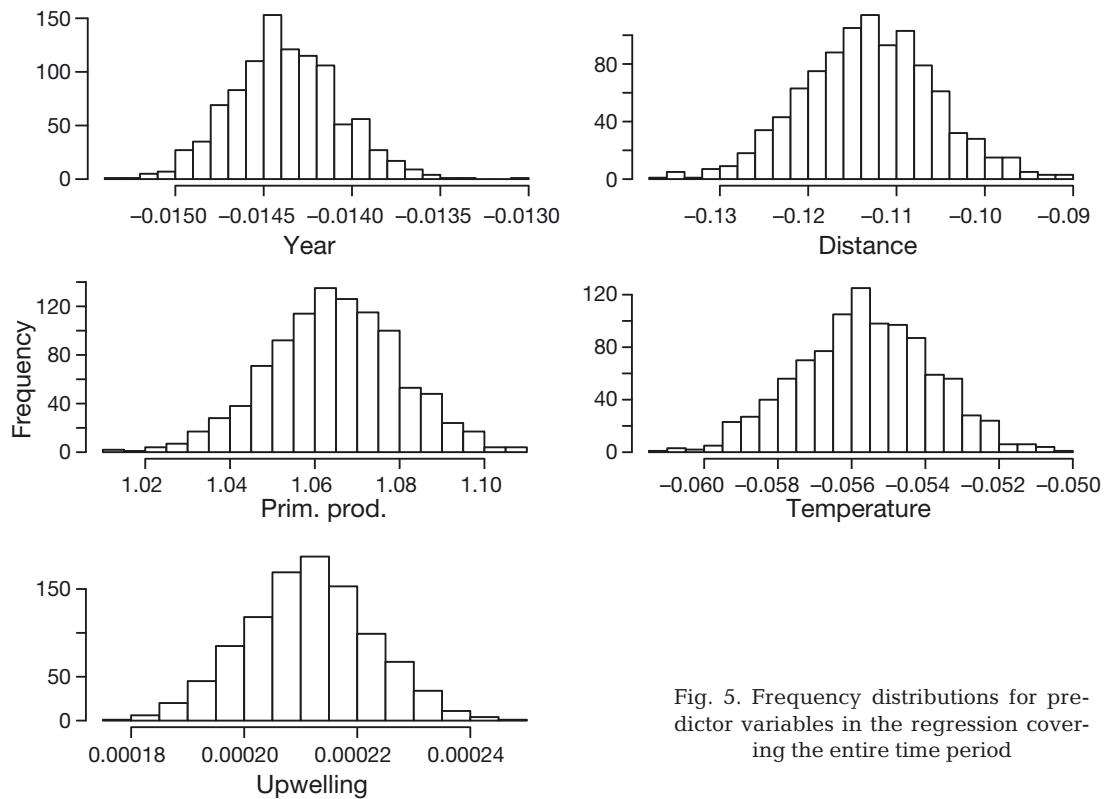 150
100
50
0
−0.0150 −0.0145 −0.0140 −0.0135 −0.0130
Year
80
40
0
−0.13 −0.12 −0.11 −0.10 −0.09
Distance
Frequency
120
80
40
0
1.02 1.04 1.06 1.08 1.10
Prim. prod.
120
80
40
0
−0.060 −0.058 −0.056 −0.054 −0.052 −0.050
Temperature
150
50
0
0.00018 0.00020 0.00022 0.00024
Upwelling
Fig. 5. Frequency distributions for pre-
dictor variables in the regression cover-
ing the entire time period